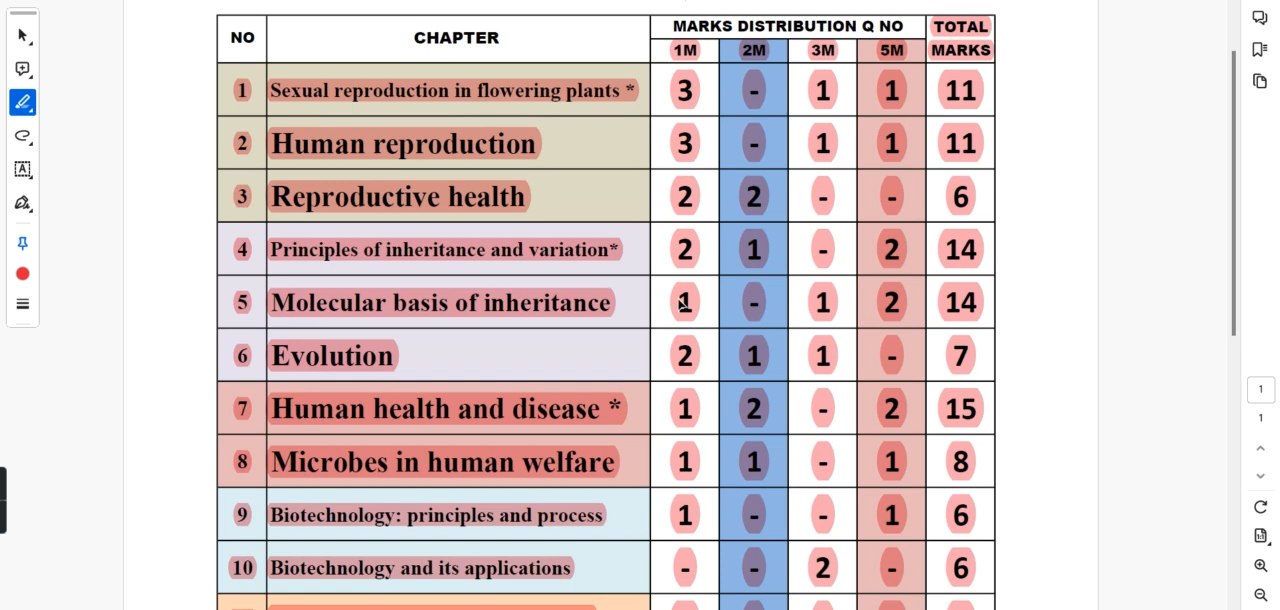 NO CHAPTER MARKS DISTRIBUTION Q NO TOTAL MARKS
1M 2M 3M 5M
1 Sexual reproduction in flowering plants * 3 - 1 1 11
2 Human reproduction 3 - 1 1 11
3 Reproductive health 2 2 - - 6
4 Principles of inheritance and variation* 2 1 - 2 14
5 Molecular basis of inheritance 1 - 1 2 14
6 Evolution 2 1 1 - 7
7 Human health and disease * 1 2 - 2 15
8 Microbes in human welfare 1 1 - 1 8
9 Biotechnology: principles and process 1 - - 1 6
10 Biotechnology and its applications - - 2 - 6
1
1